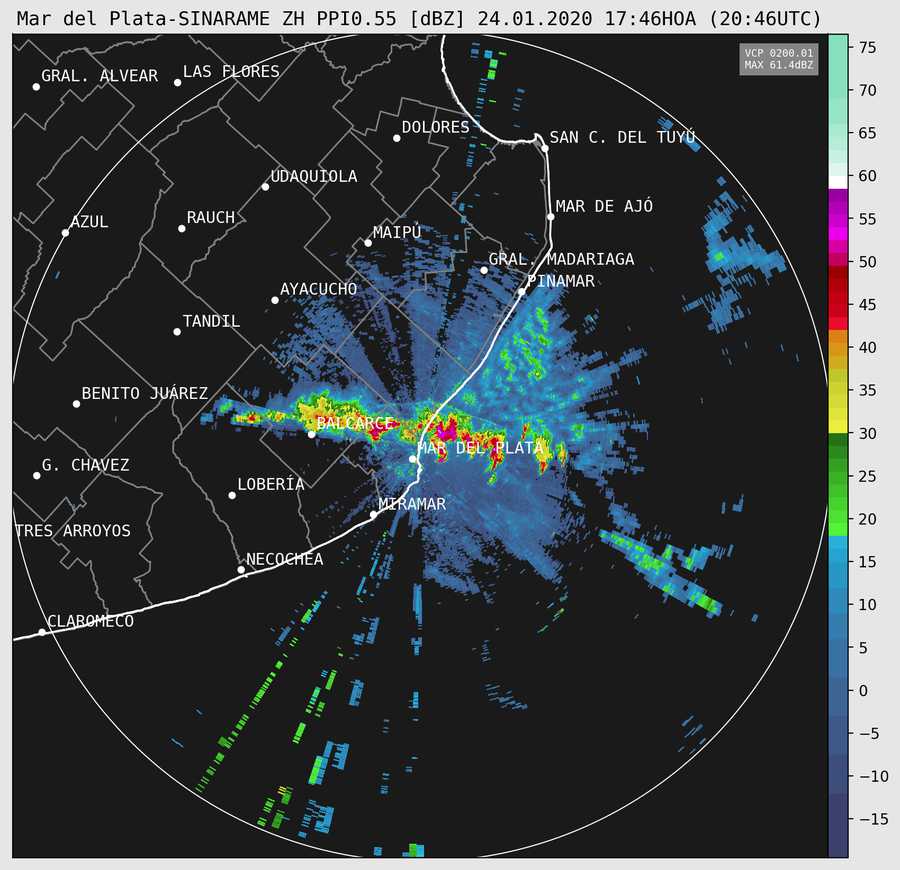 Mar del Plata-SINARAME ZH PPI0.55 [dBZ] 24.01.2020 17:46HOA (20:46UTC)
VCP 0200.01
MAX 61.4dBZ
GRAL. ALVEAR
LAS FLORES
DOLORES
SAN C. DEL TUYÚ
UDAQUIOLA
MAR DE AJÓ
AZUL
RAUCH
MAIPÚ
GRAL. MADARIAGA
PINAMAR
AYACUCHO
TANDIL
BENITO JUÁREZ
BALCARCE
MAR DEL PLATA
G. CHAVEZ
LOBERÍA
MIRAMAR
TRES ARROYOS
NECOCHEA
CLAROMECO
75
70
65
60
55
50
45
40
35
30
25
20
15
10
5
0
−5
−10
−15